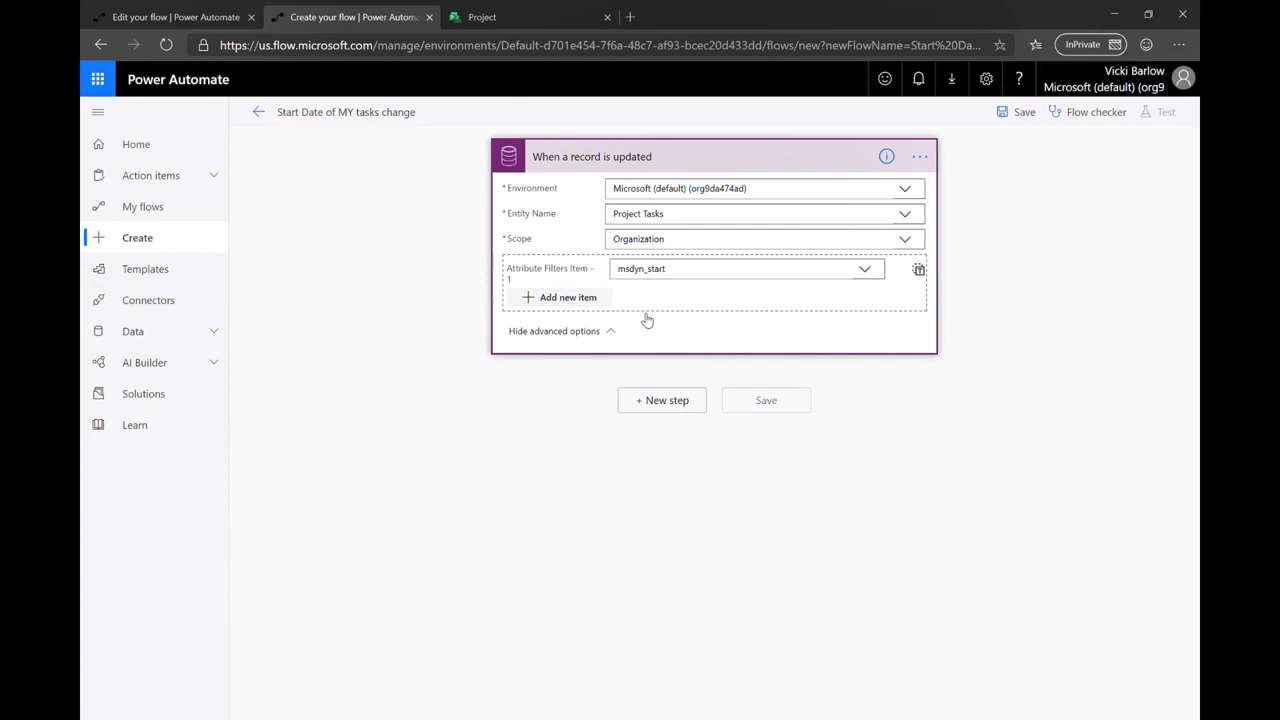 Edit your flow | Power Automate
Create your flow | Power Automa
Project
https://us.flow.microsoft.com/manage/environments/Default-d701e454-7f6a-48c7-af93-bcec20d433dd/flows/new?newFlowName=Start%20Da...
InPrivate
Power Automate
?
Vicki Barlow
Microsoft (default) (org9
Start Date of MY tasks change
Save
Flow checker
Test
Home
Action items
My flows
Create
Templates
Connectors
Data
AI Builder
Solutions
Learn
When a record is updated
*Environment
Microsoft (default) (org9da474ad)
*Entity Name
Project Tasks
*Scope
Organization
Attribute Filters Item -
1
msdyn_start
Add new item
Hide advanced options
+ New step
Save